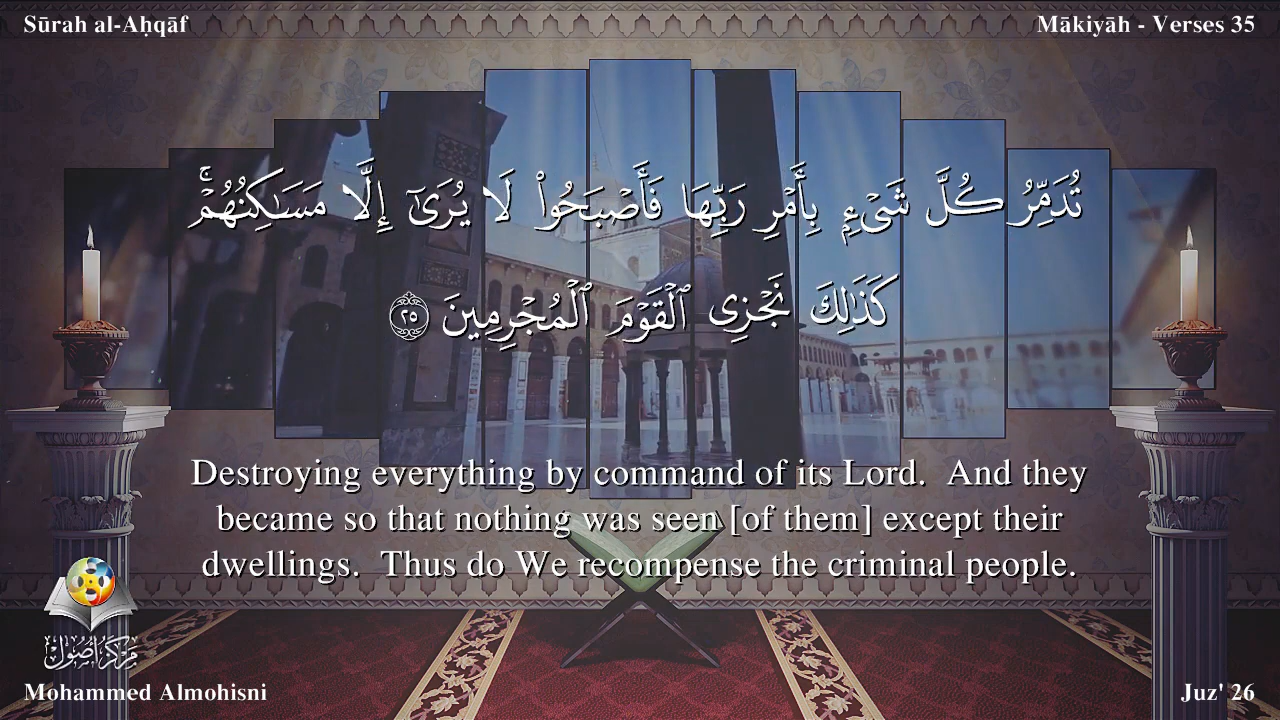 Sūrah al-Aḥqāf
Mākiyāh - Verses 35
تُدَمِّرُ كُلَّ شَىْءٍۭ بِأَمْرِ رَبِّهَا فَأَصْبَحُوا۟ لَا يُرَىٰٓ إِلَّا مَسَـٰكِنُهُمْ ۚ
كَذَٰلِكَ نَجْزِى ٱلْقَوْمَ ٱلْمُجْرِمِينَ ٢٥
Destroying everything by command of its Lord.  And they
became so that nothing was seen [of them] except their
dwellings.  Thus do We recompense the criminal people.
مركز أصول
Mohammed Almohisni
Juz' 26